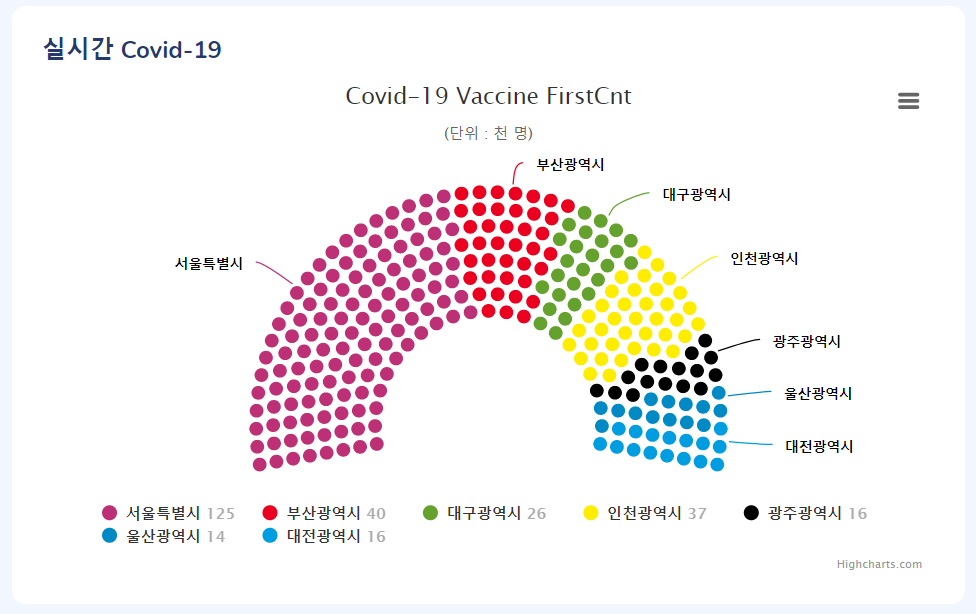 실시간 Covid-19
Covid-19 Vaccine FirstCnt
(단위 : 천 명)
부산광역시
대구광역시
인천광역시
서울특별시
광주광역시
울산광역시
대전광역시
서울특별시 125 부산광역시 40 대구광역시 26 인천광역시 37 광주광역시 16
울산광역시 14 대전광역시 16
Highcharts.com